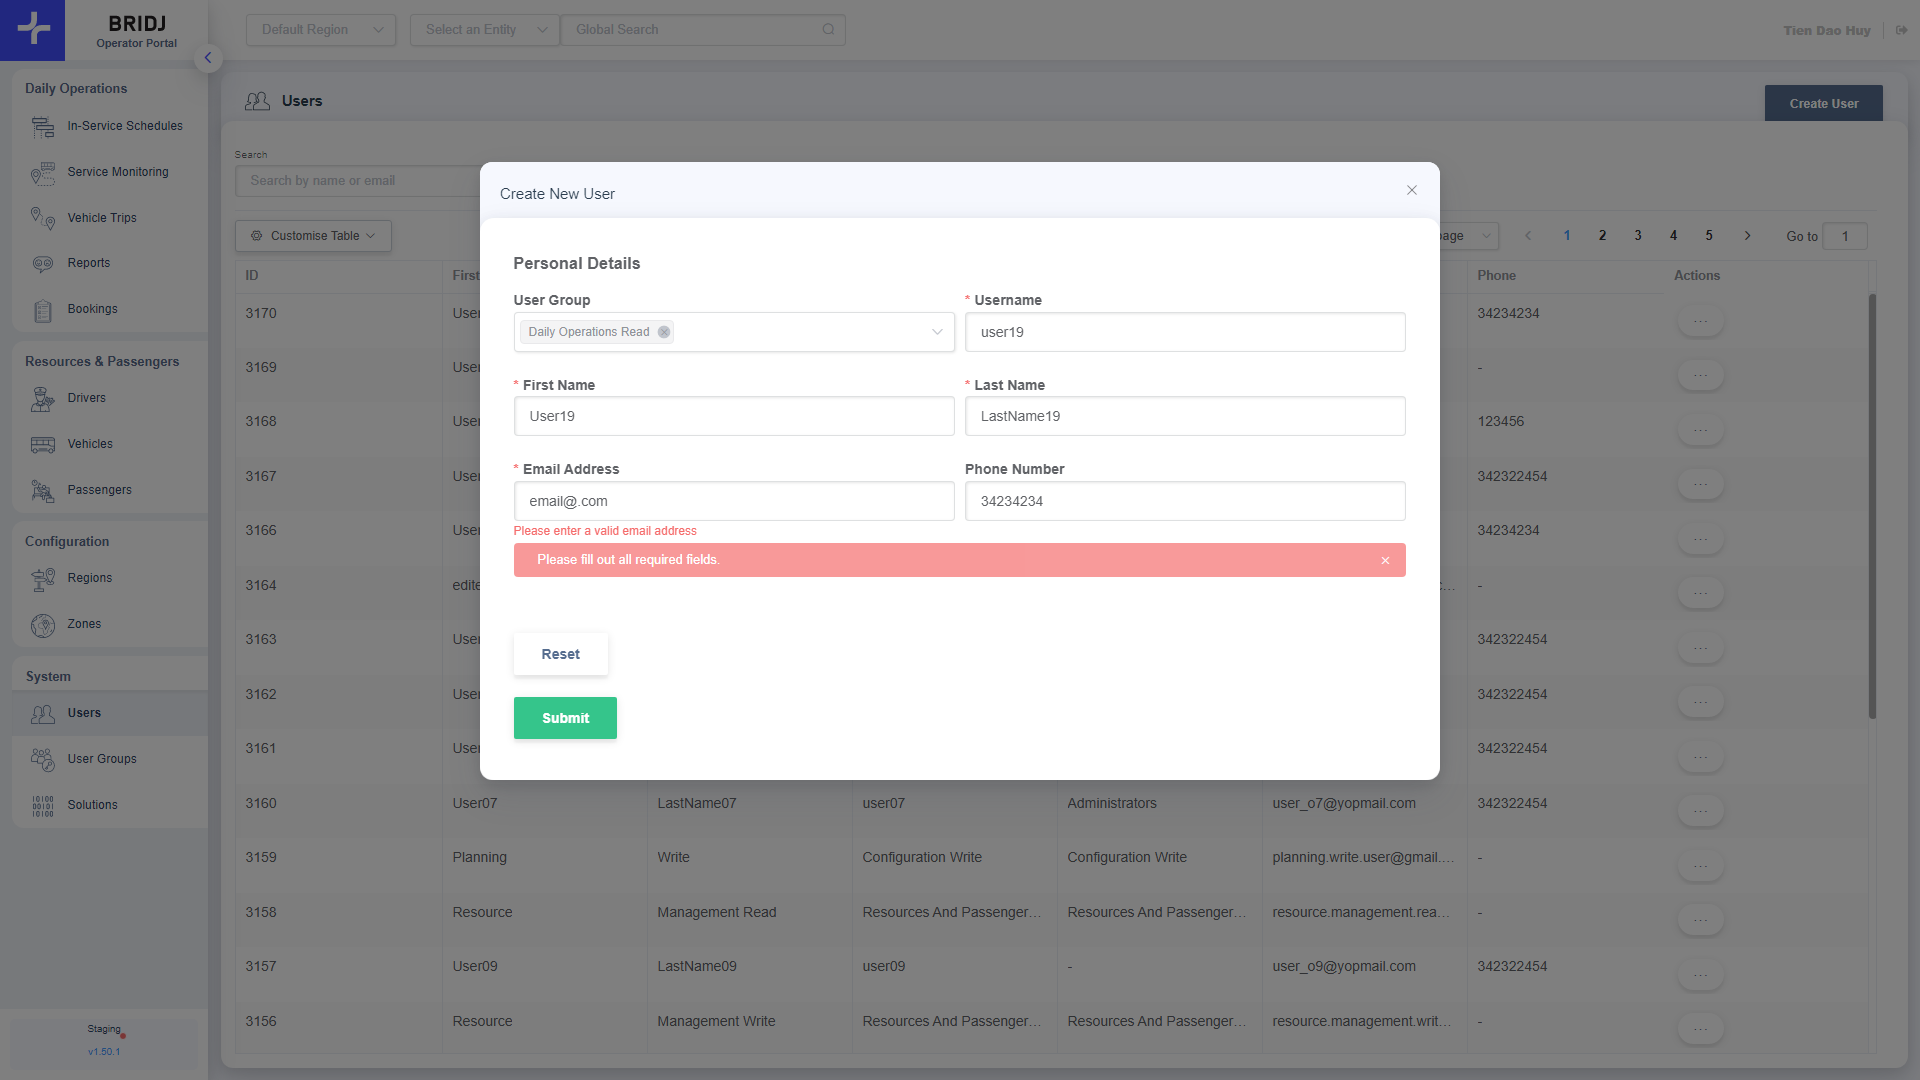 BRIDJ
Operator Portal
Default Region
Select an Entity
Global Search
Tien Dao Huy
Daily Operations
In-Service Schedules
Service Monitoring
Vehicle Trips
Reports
Bookings
Resources & Passengers
Drivers
Vehicles
Passengers
Configuration
Regions
Zones
System
Users
User Groups
Solutions
Staging
v1.50.1
Users
Create User
Search
Search by name or email
Customise Table
1 2 3 4 5
Go to 1
ID
Phone
Actions
3170 User 34234234 ...
3169 User - ...
3168 User 123456 ...
3167 User 342322454 ...
3166 User 34234234 ...
3164 - ...
3163 User 342322454 ...
3162 User 342322454 ...
3161 User 342322454 ...
3160 User07 LastName07 user07 Administrators user_o7@yopmail.com 342322454 ...
3159 Planning Write Configuration Write Configuration Write planning.write.user@gmail.... - ...
3158 Resource Management Read Resources And Passenger... Resources And Passenger... resource.management.rea... - ...
3157 User09 LastName09 user09 - user_o9@yopmail.com 342322454 ...
3156 Resource Management Write Resources And Passenger... Resources And Passenger... resource.management.writ... - ...
Create New User
Personal Details
User Group
Daily Operations Read
* Username
user19
* First Name
User19
* Last Name
LastName19
* Email Address
email@.com
Please enter a valid email address
Phone Number
34234234
Please fill out all required fields.
Reset
Submit